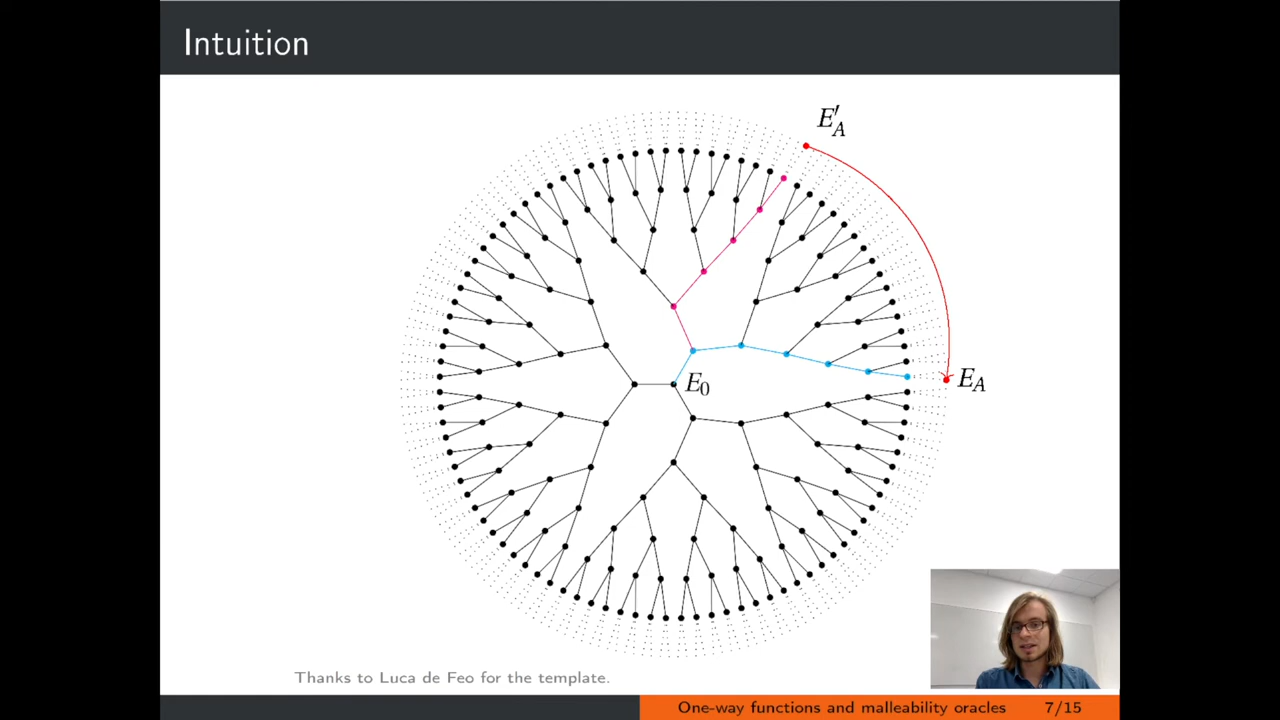 Intuition
E′_A
E_0
E_A
Thanks to Luca de Feo for the template.
One-way functions and malleability oracles 7/15